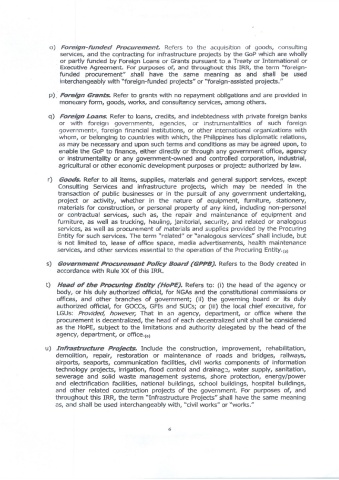 o) Foreign-funded Procurement. Refers to the acquisition of goods, consulting
services, and the contracting for infrastructure projects by the GoP which are wholly
or partly funded by Foreign Loans or Grants pursuant to a Treaty or International or
Executive Agreement. For purposes of, and throughout this IRR, the term "foreign-
funded procurement" shall have the same meaning as and shall be used
interchangeably with "foreign-funded projects" or "foreign-assisted projects."
p) Foreign Grants. Refer to grants with no repayment obligations and are provided in
monetary form, goods, works, and consultancy services, among others.
q) Foreign Loans. Refer to loans, credits, and indebtedness with private foreign banks
or with foreign governments, agencies, or instrumentalities of such foreign
governments, foreign financial institutions, or other international organizations with
whom, or belonging to countries with which, the Philippines has diplomatic relations,
as may be necessary and upon such terms and conditions as may be agreed upon, to
enable the GoP to finance, either directly or through any government office, agency
or instrumentality or any government-owned and controlled corporation, industrial,
agricultural or other economic development purposes or projects authorized by law.
r) Goods. Refer to all items, supplies, materials and general support services, except
Consulting Services and infrastructure projects, which may be needed in the
transaction of public businesses or in the pursuit of any government undertaking,
project or activity, whether in the nature of equipment, furniture, stationery,
materials for construction, or personal property of any kind, including non-personal
or contractual services, such as, the repair and maintenance of equipment and
furniture, as well as trucking, hauling, janitorial, security, and related or analogous
services, as well as procurement of materials and supplies provided by the Procuring
Entity for such services. The term "related" or "analogous services" shall include, but
is not limited to, lease of office space, media advertisements, health maintenance
services, and other services essential to the operation of the Procuring Entity.
s) Government Procurement Policy Board (GPPB). Refers to the Body created in
accordance with Rule XX of this IRR.
t) Head of the Procuring Entity (HoPE). Refers to: (i) the head of the agency or
body, or his duly authorized official, for NGAs and the constitutional commissions or
offices, and other branches of government; (ii) the governing board or its duly
authorized official, for GOCCs, GFIs and SUCs; or (iii) the local chief executive, for
LGUs: Provided, however, That in an agency, department, or office where the
procurement is decentralized, the head of each decentralized unit shall be considered
as the HoPE, subject to the limitations and authority delegated by the head of the
agency, department, or office.
u) Infrastructure Projects. Include the construction, improvement, rehabilitation,
demolition, repair, restoration or maintenance of roads and bridges, railways,
airports, seaports, communication facilities, civil works components of information
technology projects, irrigation, flood control and drainage, water supply, sanitation,
sewerage and solid waste management systems, shore protection, energy/power
and electrification facilities, national buildings, school buildings, hospital buildings,
and other related construction projects of the government. For purposes of, and
throughout this IRR, the term "Infrastructure Projects" shall have the same meaning
as, and shall be used interchangeably with, "civil works" or "works."
6